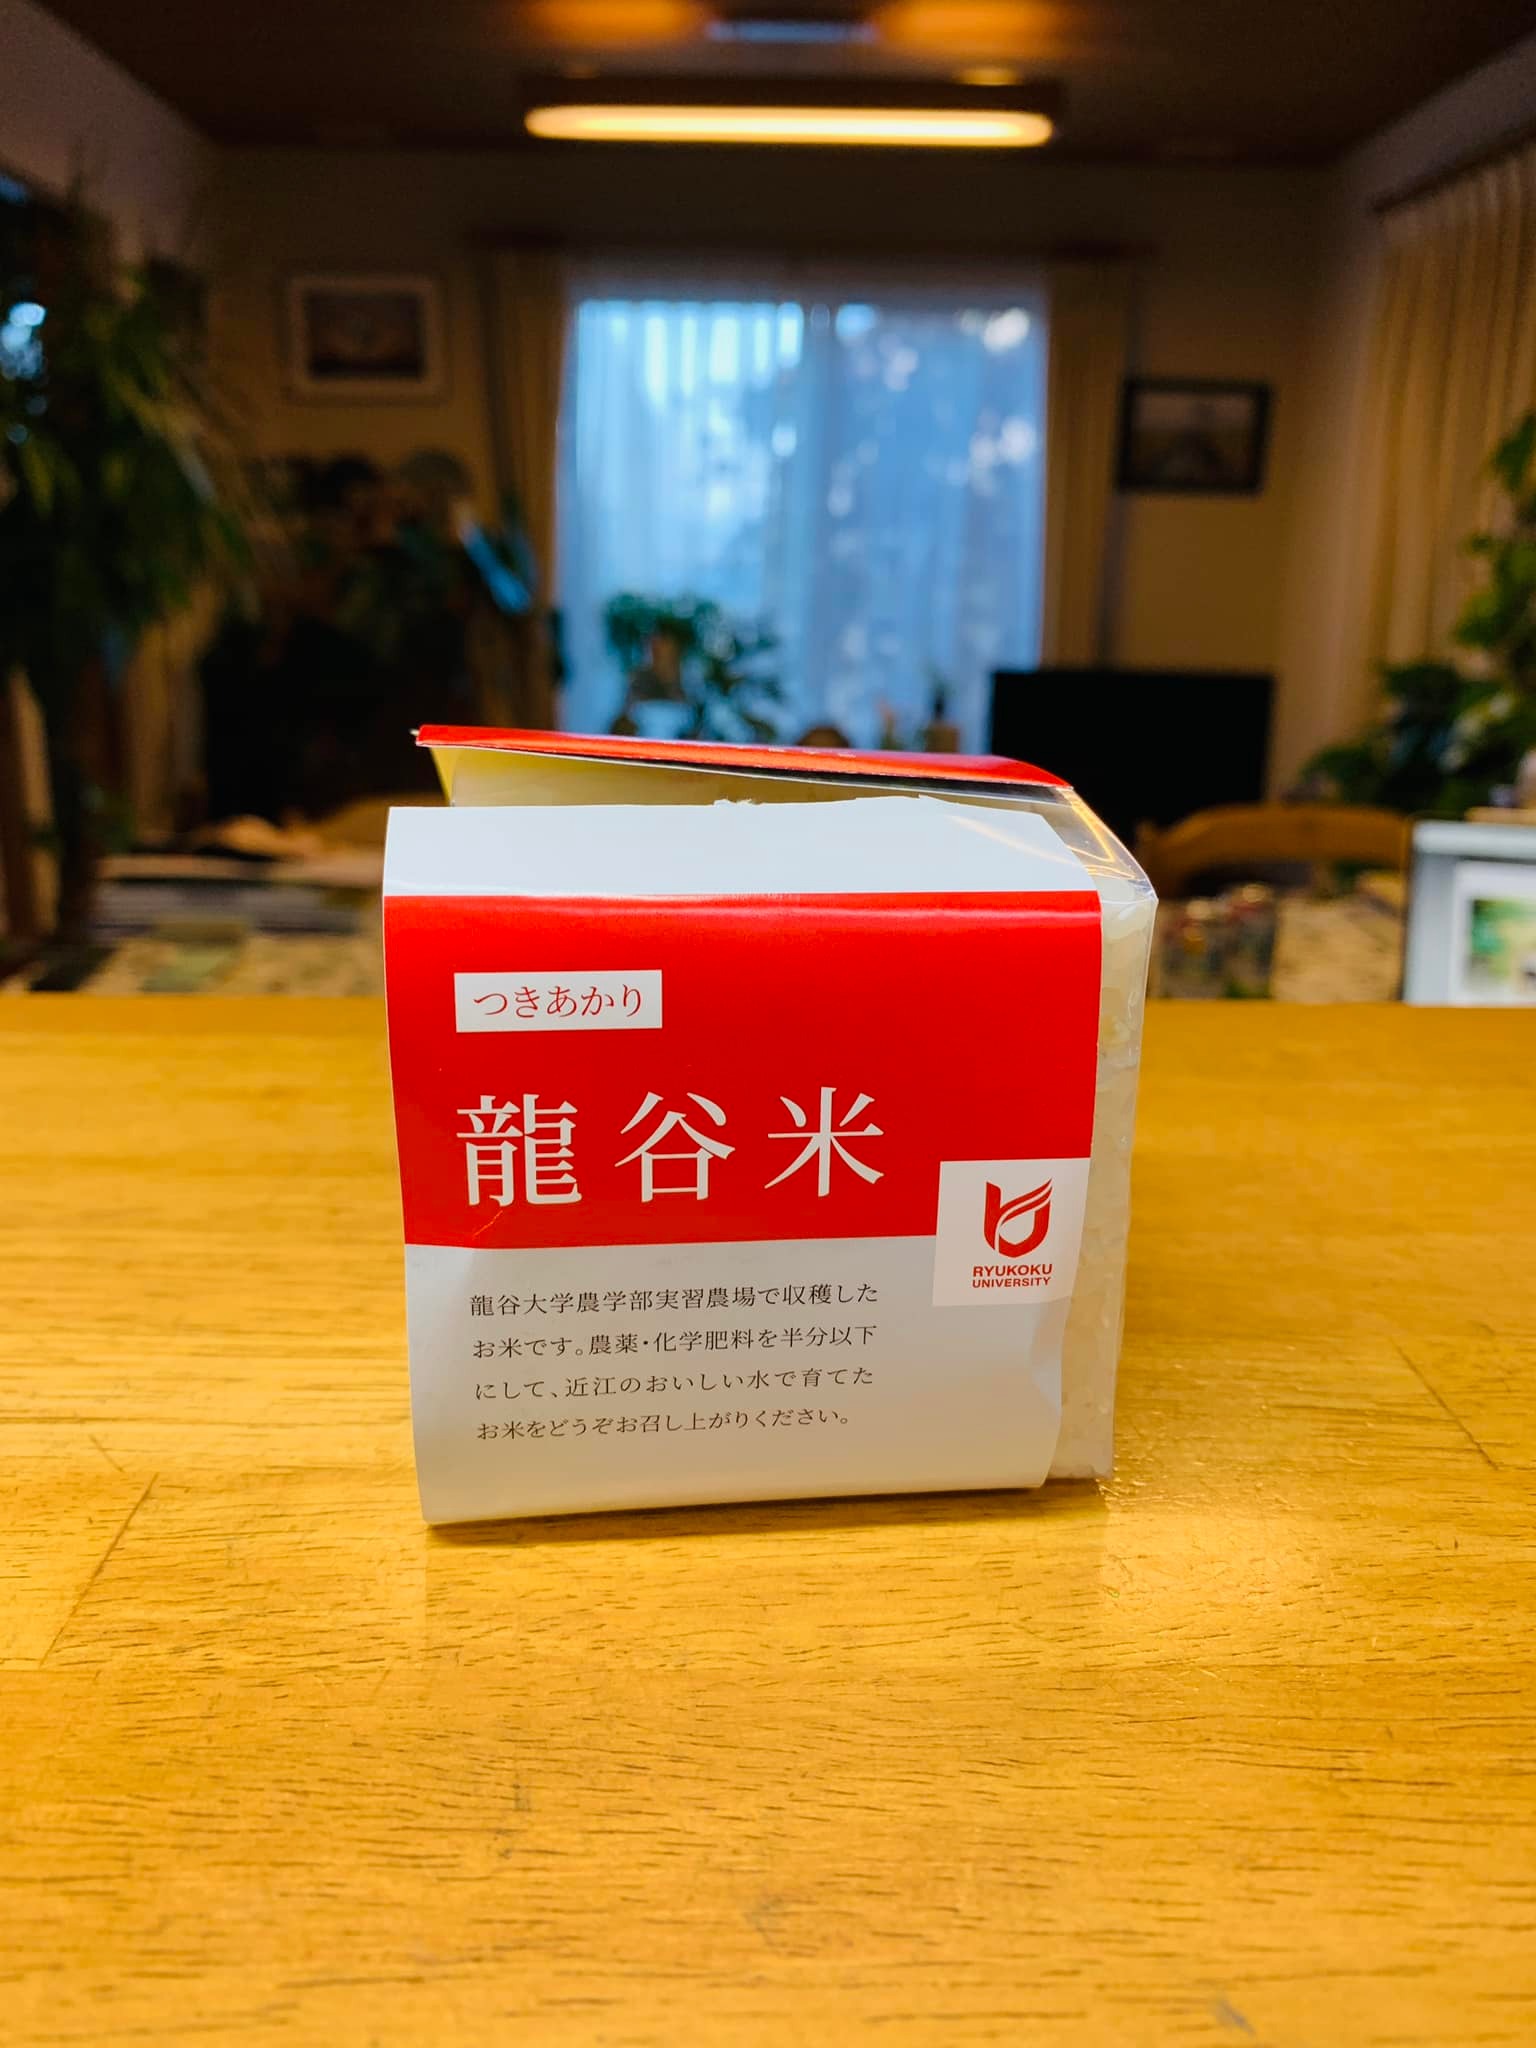 つきあかり
龍谷米
RYUKOKU
UNIVERSITY
龍谷大学農学部実習農場で収穫した
お米です。農薬・化学肥料を半分以下
にして、近江のおいしい水で育てた
お米をどうぞお召し上がりください。